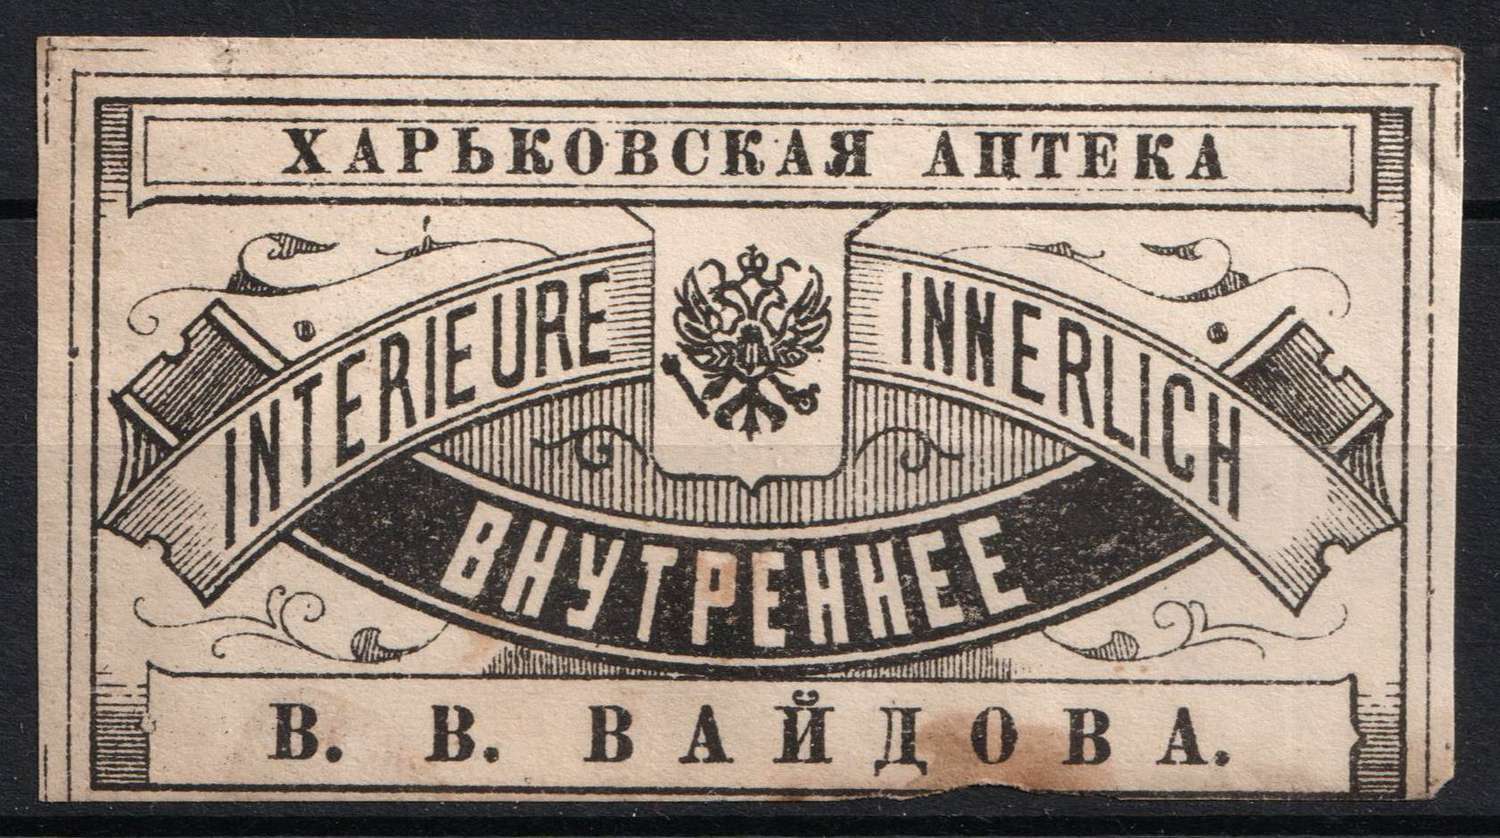 ХАРЬКОВСКАЯ АПТЕКА
INTERIEURE INNERLICH
ВНУТРЕННЕЕ
В. В. ВАЙДОВА.